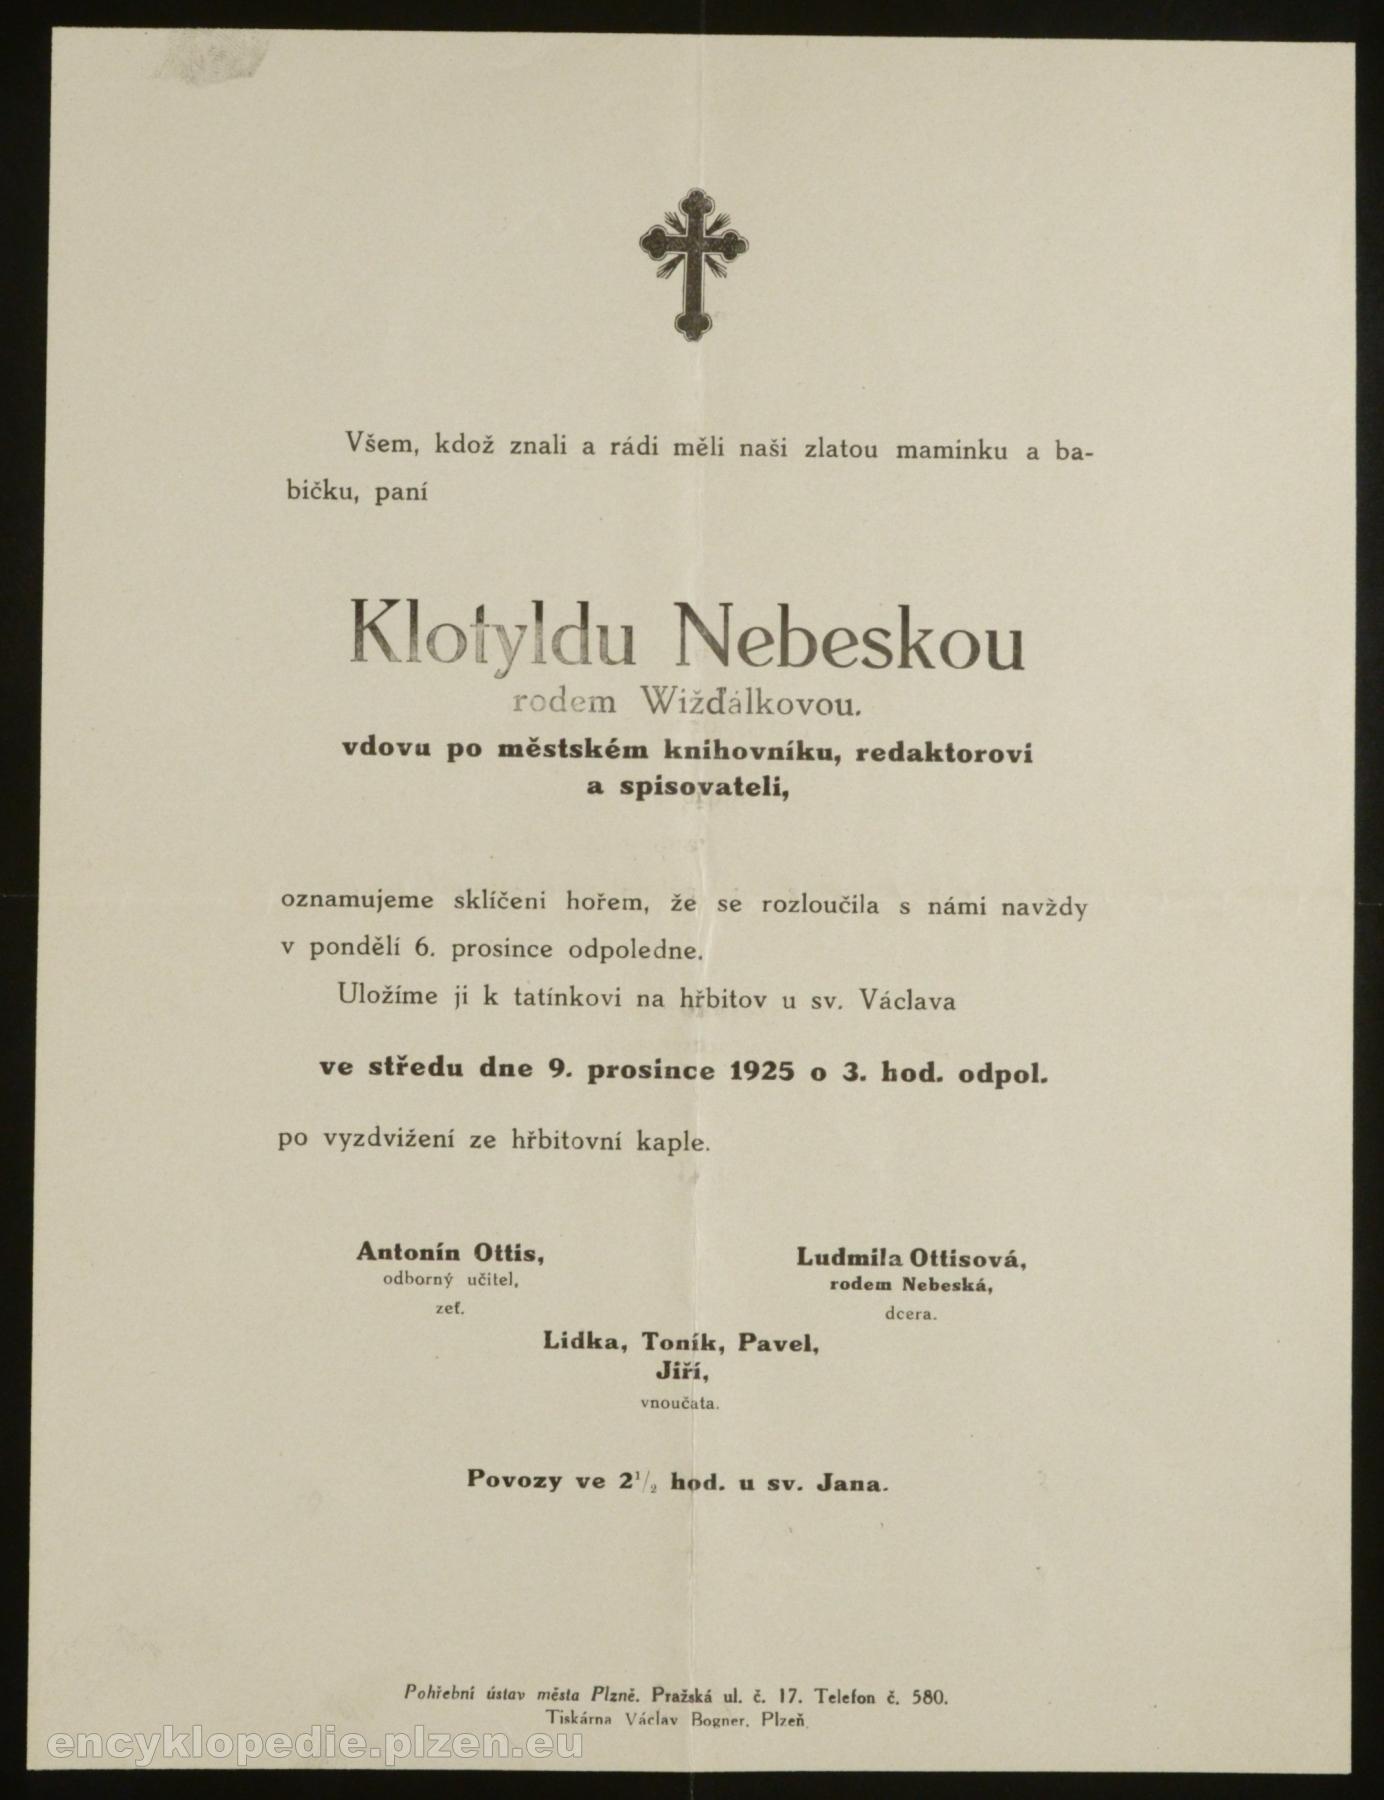 Všem, kdož znali a rádi měli naši zlatou maminku a ba-
bičku, paní
Klotyldu Nebeskou
rodem Wižďálkovou.
vdovu po městském knihovníku, redaktorovi
a spisovateli,
oznamujeme sklíčeni hořem, že se rozloučila s námi navždy
v pondělí 6. prosince odpoledne.
Uložíme ji k tatínkovi na hřbitov u sv. Václava
ve středu dne 9. prosince 1925 o 3. hod. odpol.
po vyzdvižení ze hřbitovní kaple.
Antonín Ottis,
odborný učitel,
zeť.
Ludmila Ottisová,
rodem Nebeská,
dcera.
Lidka, Toník, Pavel,
Jiří,
vnoučata.
Povozy ve 2½ hod. u sv. Jana.
Pohřební ústav města Plzně. Pražská ul. č. 17. Telefon č. 580.
Tiskárna Václav Bogner, Plzeň.
encyklopedie.plzen.eu